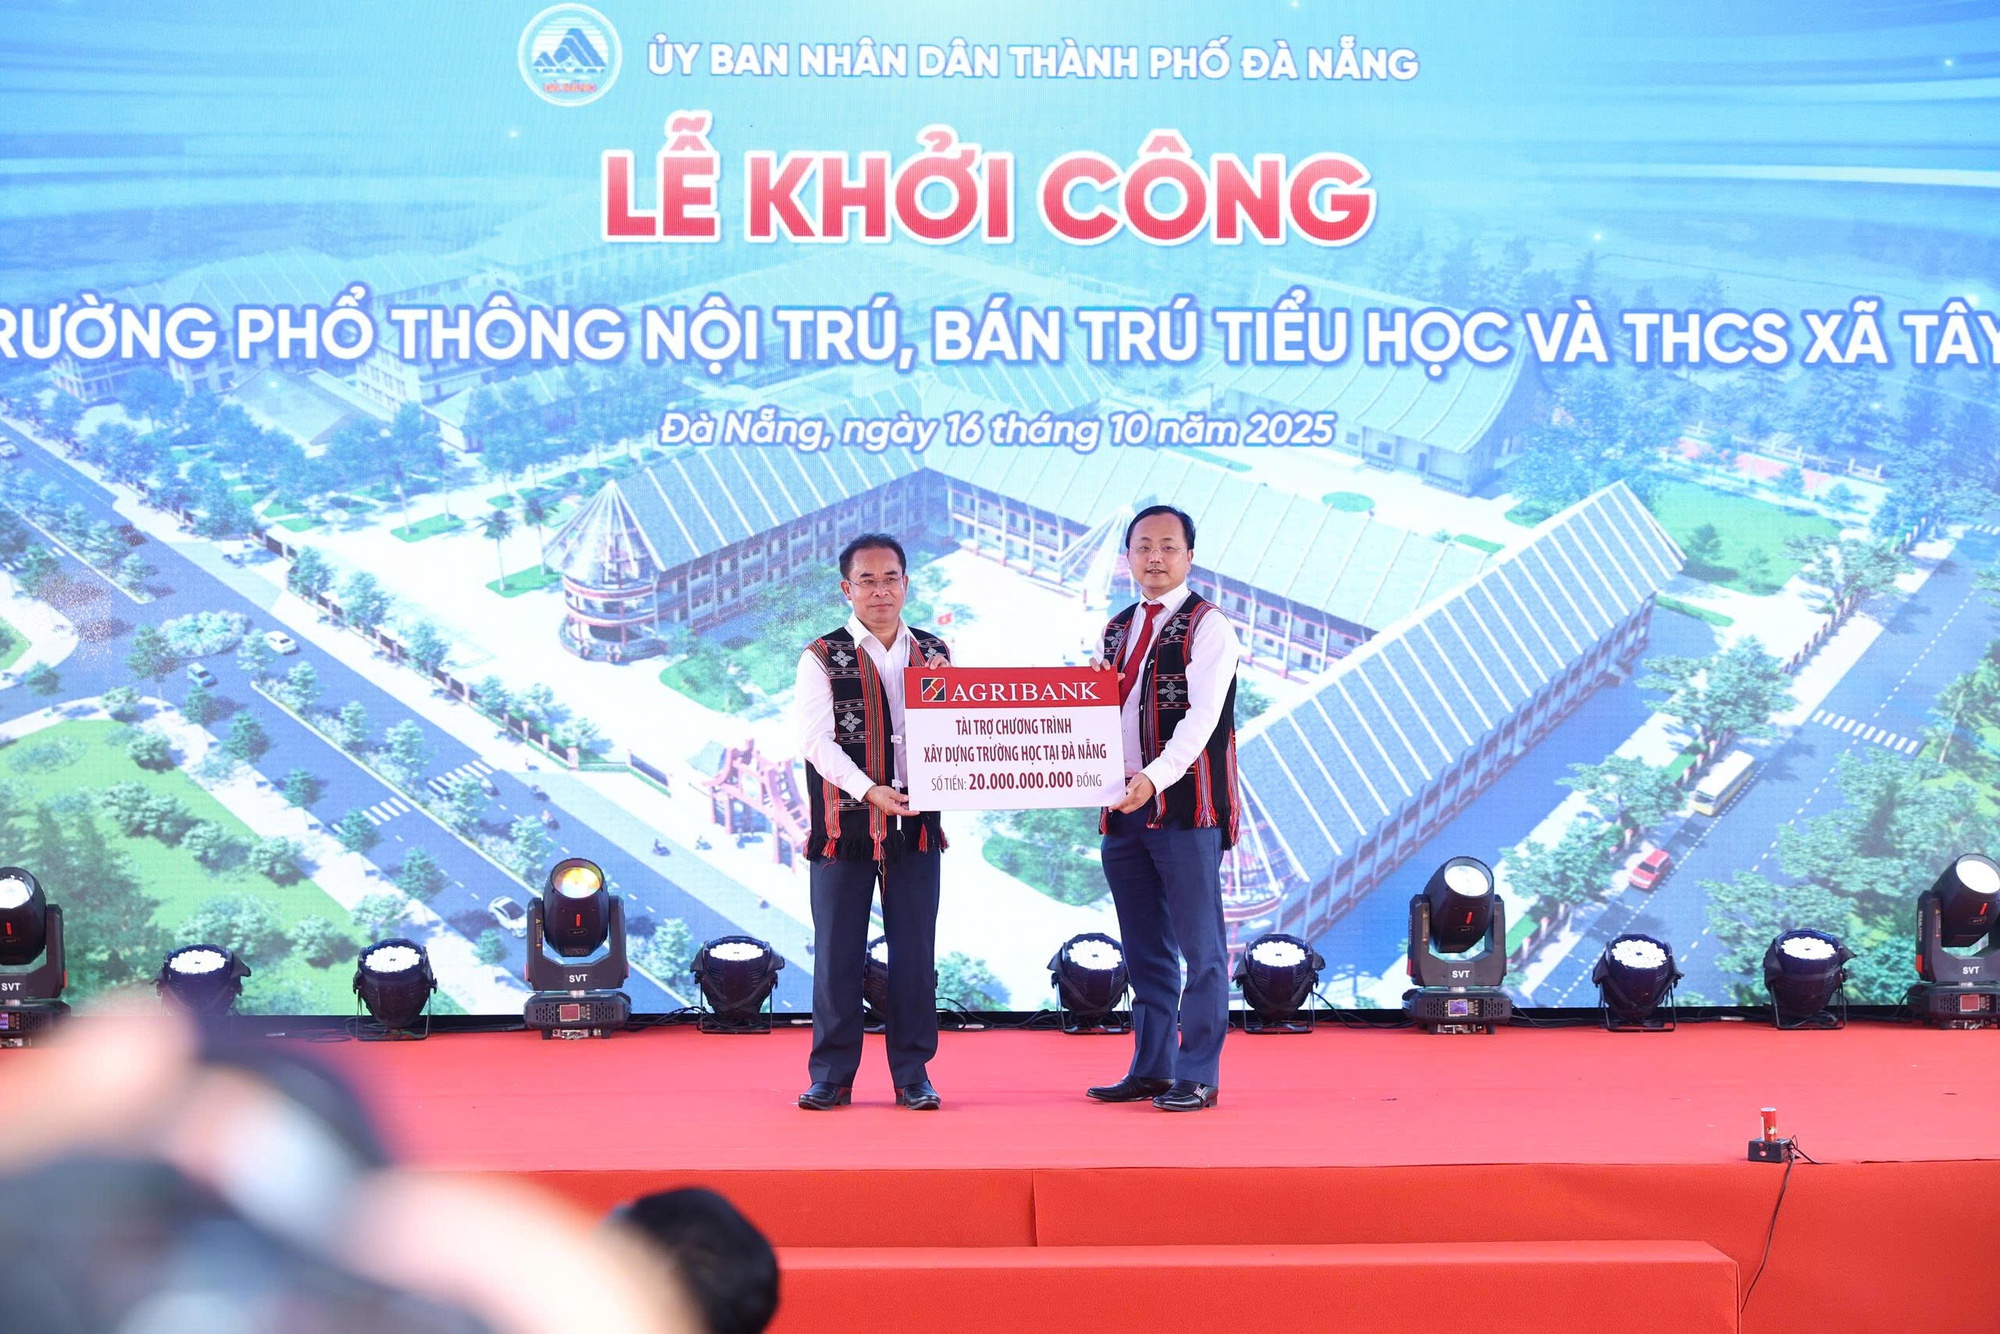 ỦY BAN NHÂN DÂN THÀNH PHỐ ĐÀ NẴNG
LỄ KHỞI CÔNG
RƯỜNG PHỔ THÔNG NỘI TRÚ, BÁN TRÚ TIỂU HỌC VÀ THCS XÃ TÂY
Đà Nẵng, ngày 16 tháng 10 năm 2025
AGRIBANK
TÀI TRỢ CHƯƠNG TRÌNH
XÂY DỰNG TRƯỜNG HỌC TẠI ĐÀ NẴNG
SỐ TIỀN: 20.000.000.000 ĐỒNG
SVT
SVT
SVT
SVT